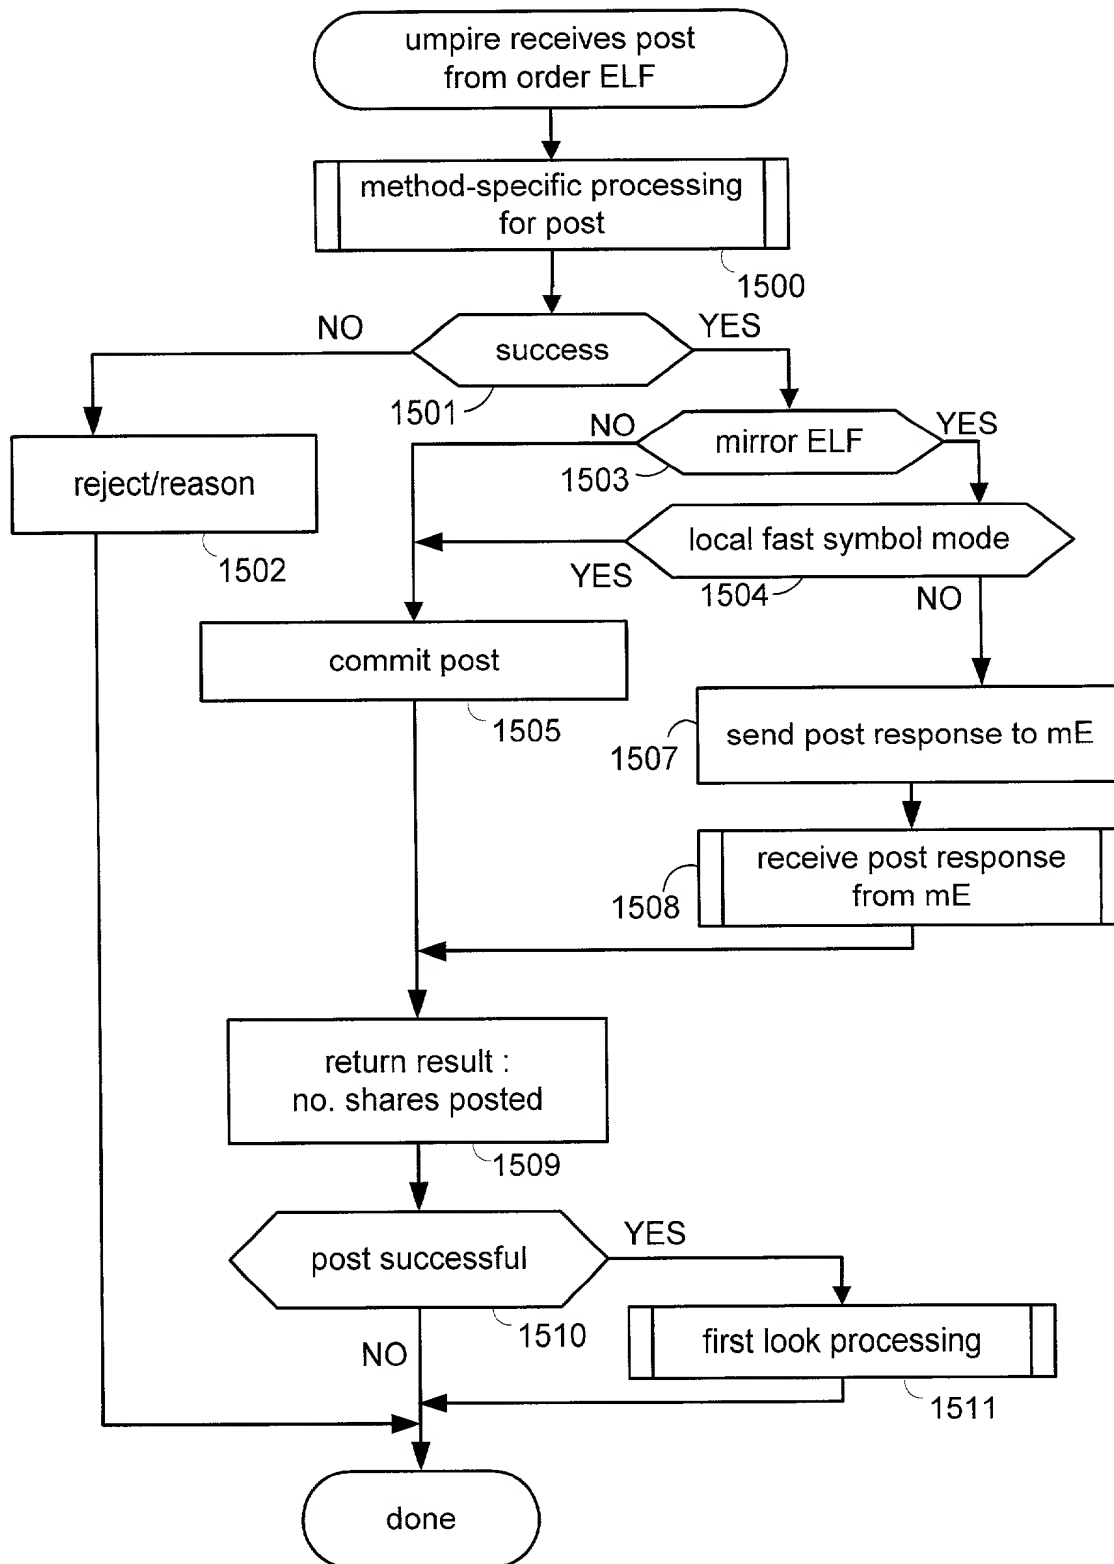 umpire receives post
from order ELF
method-specific processing
for post
1500
NO
YES
success
1501
NO
mirror ELF
YES
1503
reject/reason
1502
local fast symbol mode
YES
1504
NO
commit post
1505
send post response to mE
1507
receive post response
from mE
1508
return result :
no. shares posted
1509
post successful
YES
1510
NO
first look processing
1511
done